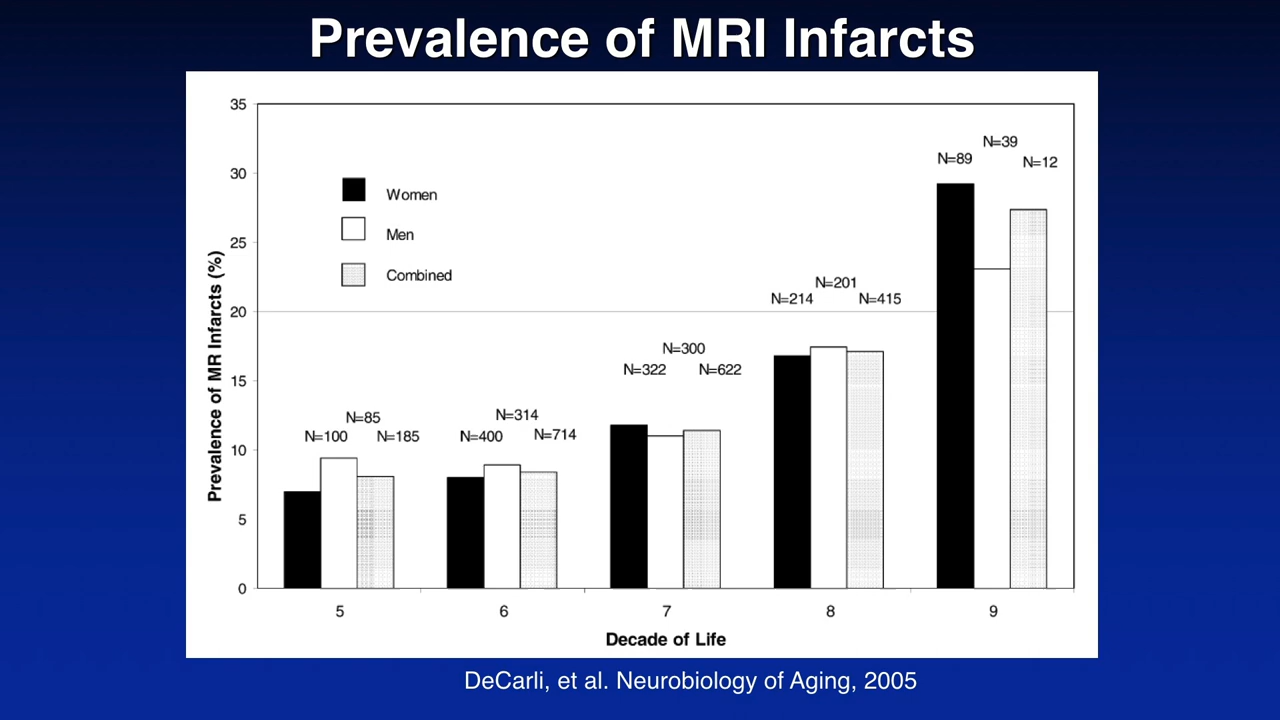 Prevalence of MRI Infarcts
35
30
25
20
15
10
5
0
Prevalence of MR Infarcts (%)
Women
Men
Combined
N=85
N=100 N=185
N=314
N=400 N=714
N=300
N=322 N=622
N=201
N=214 N=415
N=39
N=89 N=12
5 6 7 8 9
Decade of Life
DeCarli, et al. Neurobiology of Aging, 2005